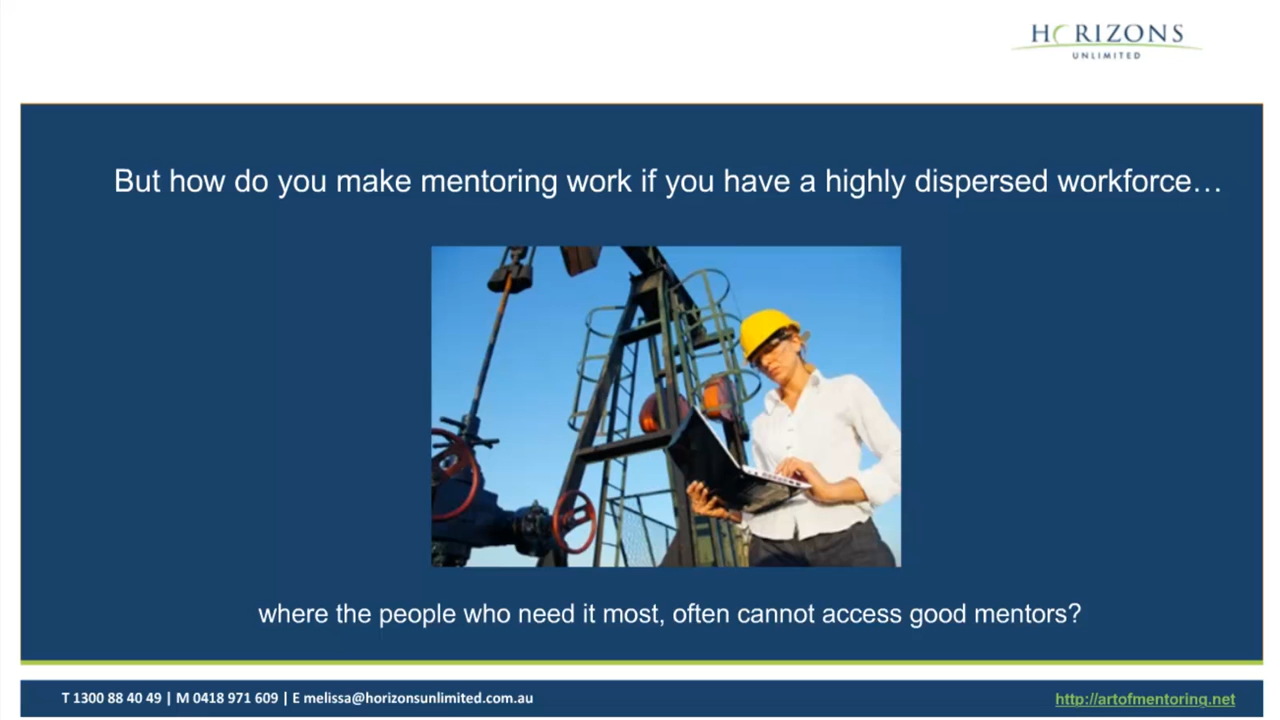 HORIZONS
UNLIMITED
But how do you make mentoring work if you have a highly dispersed workforce…
where the people who need it most, often cannot access good mentors?
T 1300 88 40 49 | M 0418 971 609 | E melissa@horizonsunlimited.com.au
http://artofmentoring.net